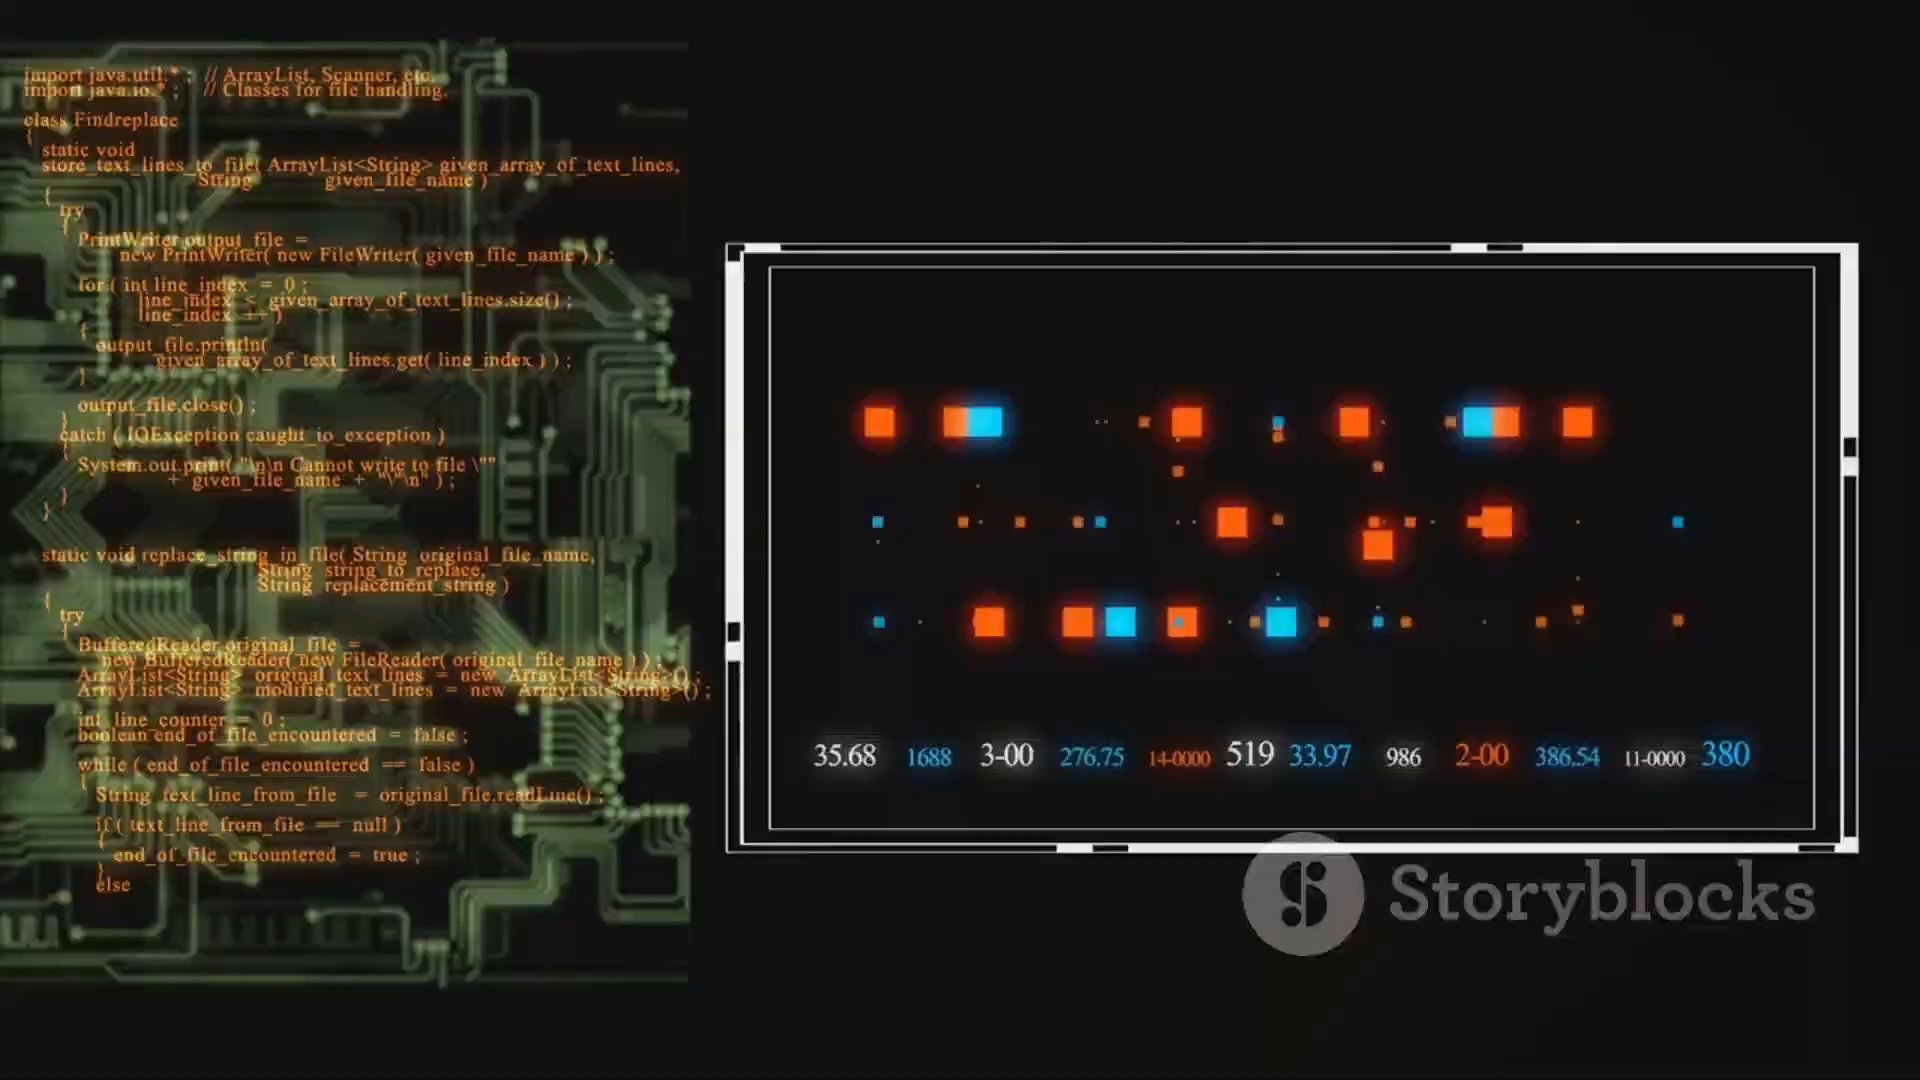 import java.util.* ; // ArrayList, Scanner, etc.
import java.io.* ; // Classes for file handling.
class Findreplace
{
static void
store_text_lines_to_file( ArrayList<String> given_array_of_text_lines,
String given_file_name )
{
try
{
PrintWriter output_file =
new PrintWriter( new FileWriter( given_file_name ) ) ;
for ( int line_index = 0 ;
line_index < given_array_of_text_lines.size() ;
line_index ++ )
{
output_file.println(
given_array_of_text_lines.get( line_index ) ) ;
}
output_file.close() ;
}
catch ( IOException caught_io_exception )
{
System.out.print( "\n\n Cannot write to file \""
+ given_file_name + "\"\n" ) ;
}
}
static void replace_string_in_file( String original_file_name,
String string_to_replace,
String replacement_string )
{
try
{
BufferedReader original_file =
new BufferedReader( new FileReader( original_file_name ) ) ;
ArrayList<String> original_text_lines = new ArrayList<String>() ;
ArrayList<String> modified_text_lines = new ArrayList<String>() ;
int line_counter = 0 ;
boolean end_of_file_encountered = false ;
while ( end_of_file_encountered == false )
{
String text_line_from_file = original_file.readLine() ;
if ( text_line_from_file == null )
{
end_of_file_encountered = true ;
}
else
35.68 1688 3-00 276.75 14-0000 519 33.97 986 2-00 386.54 11-0000 380
Storyblocks